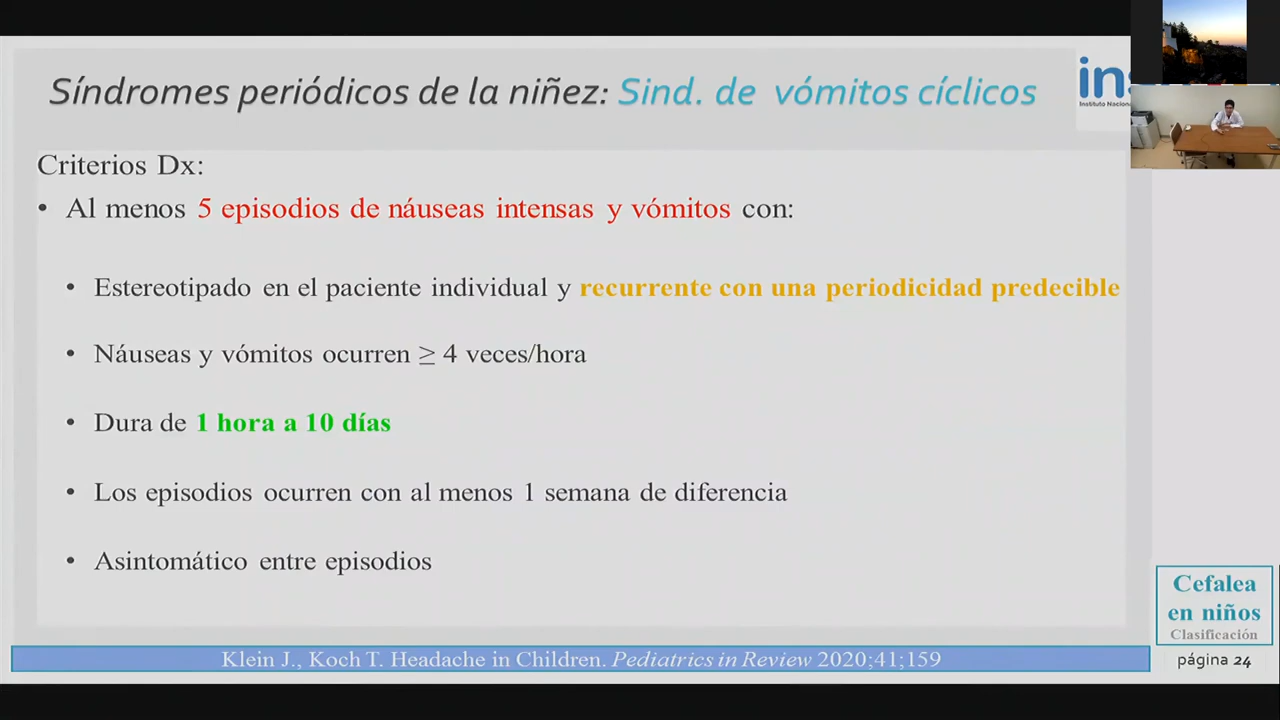 Síndromes periódicos de la niñez: Sind. de vómitos cíclicos
Criterios Dx:
• Al menos 5 episodios de náuseas intensas y vómitos con:
• Estereotipado en el paciente individual y recurrente con una periodicidad predecible
• Náuseas y vómitos ocurren ≥ 4 veces/hora
• Dura de 1 hora a 10 días
• Los episodios ocurren con al menos 1 semana de diferencia
• Asintomático entre episodios
Cefalea
en niños
Clasificación
Klein J., Koch T. Headache in Children. Pediatrics in Review 2020;41;159
página 24